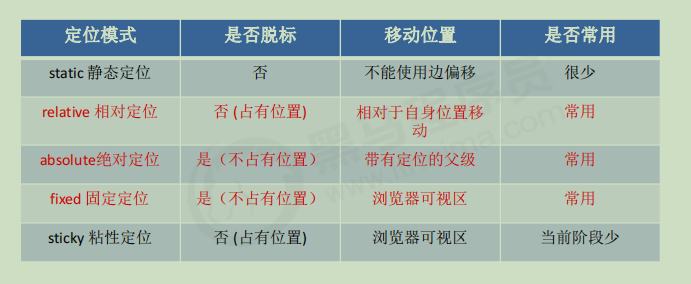 定位模式 是否脱标 移动位置 是否常用
static 静态定位 否 不能使用边偏移 很少
relative 相对定位 否 (占有位置) 相对于自身位置移
动 常用
absolute绝对定位 是（不占有位置） 带有定位的父级 常用
fixed 固定定位 是（不占有位置） 浏览器可视区 常用
sticky 粘性定位 否 (占有位置) 浏览器可视区 当前阶段少